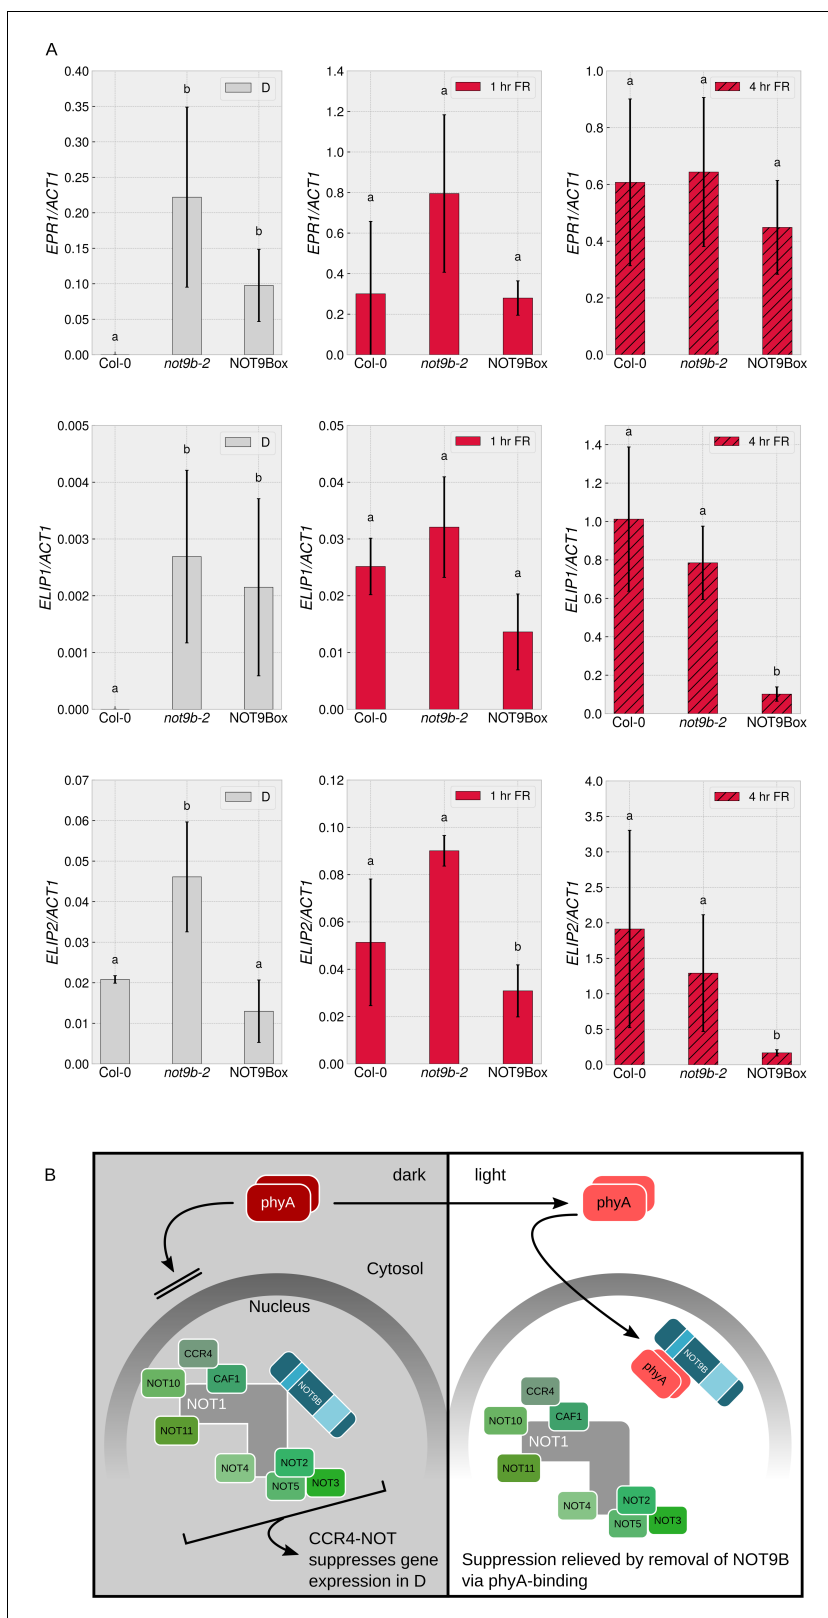 A
D
0.40
0.35
0.30
0.25
0.20
0.15
0.10
0.05
0.00
EPR1/ACT1
a
b
b
Col-0
not9b-2
NOT9Box
1 hr FR
1.4
1.2
1.0
0.8
0.6
0.4
0.2
0.0
EPR1/ACT1
a
a
a
Col-0
not9b-2
NOT9Box
4 hr FR
1.0
0.8
0.6
0.4
0.2
0.0
EPR1/ACT1
a
a
a
Col-0
not9b-2
NOT9Box
D
0.005
0.004
0.003
0.002
0.001
0.000
ELIP1/ACT1
a
b
b
Col-0
not9b-2
NOT9Box
1 hr FR
0.05
0.04
0.03
0.02
0.01
0.00
ELIP1/ACT1
a
a
a
Col-0
not9b-2
NOT9Box
4 hr FR
1.4
1.2
1.0
0.8
0.6
0.4
0.2
0.0
ELIP1/ACT1
a
a
b
Col-0
not9b-2
NOT9Box
D
0.07
0.06
0.05
0.04
0.03
0.02
0.01
0.00
ELIP2/ACT1
a
b
a
Col-0
not9b-2
NOT9Box
1 hr FR
0.12
0.10
0.08
0.06
0.04
0.02
0.00
ELIP2/ACT1
a
a
b
Col-0
not9b-2
NOT9Box
4 hr FR
4.0
3.5
3.0
2.5
2.0
1.5
1.0
0.5
0.0
ELIP2/ACT1
a
a
b
Col-0
not9b-2
NOT9Box
B
dark
light
phyA
phyA
Cytosol
Nucleus
CCR4
NOT10
CAF1
NOT1
NOT9B
NOT11
NOT4
NOT2
NOT5
NOT3
CCR4-NOT
suppresses gene
expression in D
NOT9B
phyA
CCR4
NOT10
CAF1
NOT1
NOT11
NOT4
NOT2
NOT5
NOT3
Suppression relieved by removal of NOT9B
via phyA-binding